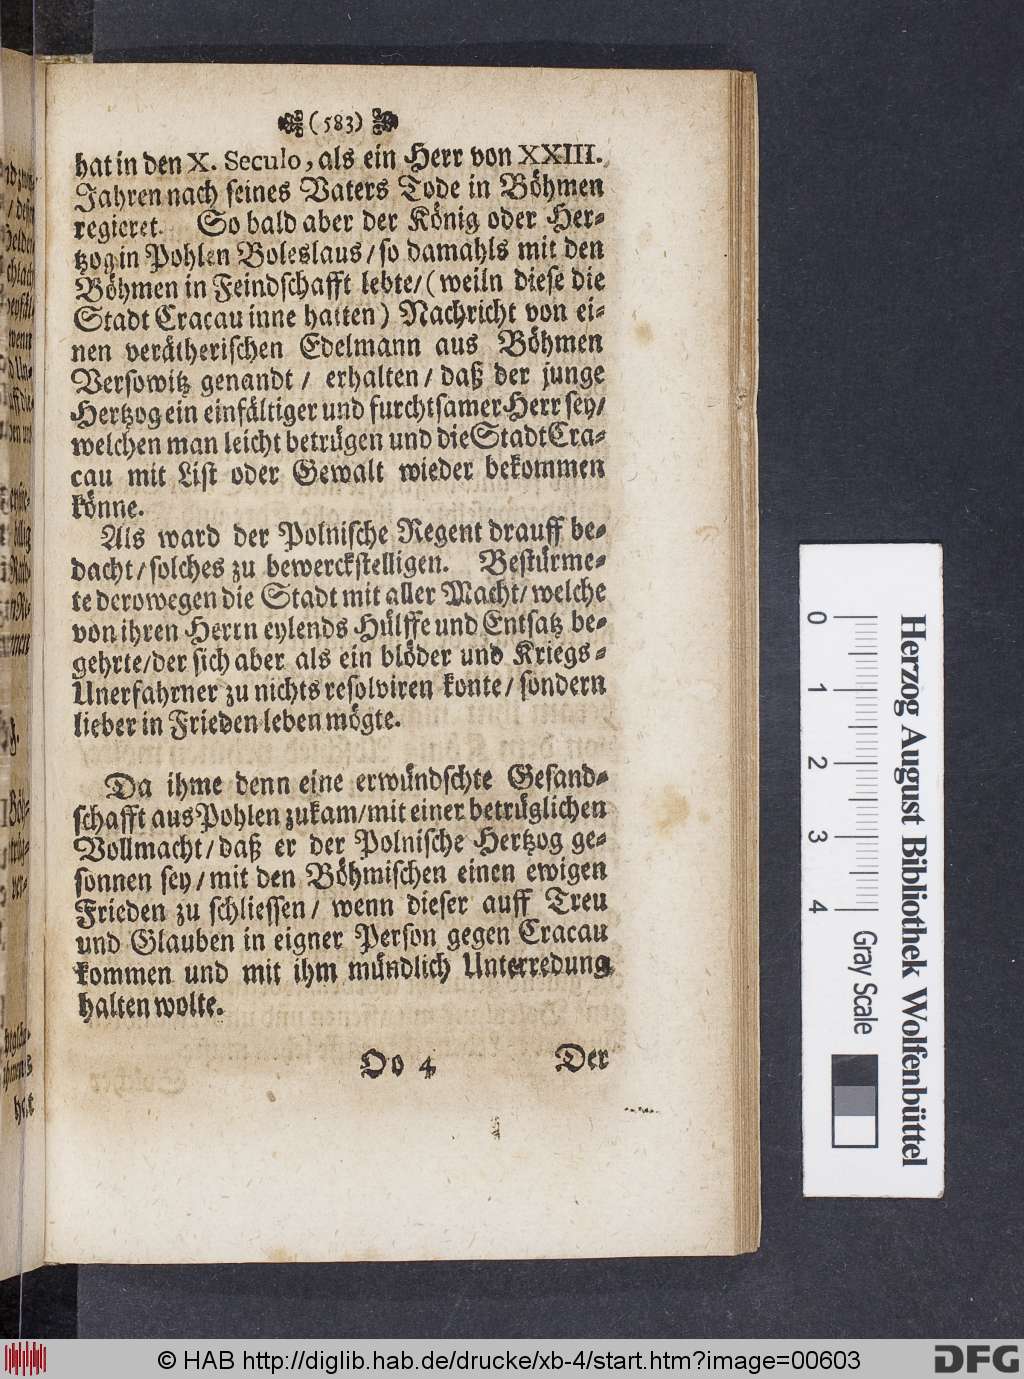 (583)
hat in den X. Seculo, als ein Herr von XXIII.
Jahren nach seines Vaters Tode in Böhmen
regieret. So bald aber der König oder Her-
tzog in Pohlen Boleslaus / so damahls mit den
Böhmen in Feindschafft lebte / (weiln diese die
Stadt Cracau inne hatten) Nachricht von ei-
nen verätherischen Edelmann aus Böhmen
Versowitz genandt / erhalten / daß der junge
Hertzog ein einfältiger und furchtsamer Herr sey /
welchen man leicht betrügen und die Stadt Cra-
cau mit List oder Gewalt wieder bekommen
könne.
Als ward der Polnische Regent drauff be-
dacht / solches zu bewerckstelligen. Bestürme-
te derowegen die Stadt mit aller Macht / welche
von ihren Herrn eylends Hülffe und Entsatz be-
gehrte / der sich aber als ein blöder und Kriegs-
Unerfahrner zu nichts resolviren konte / sondern
lieber in Frieden leben mögte.
Da ihme denn eine erwündschte Gesand-
schafft aus Pohlen zukam / mit einer betrüglichen
Vollmacht / daß er der Polnische Hertzog ge-
sonnen sey / mit den Böhmischen einen ewigen
Frieden zu schliessen / wenn dieser auff Treu
und Glauben in eigner Person gegen Cracau
kommen und mit ihm mündlich Unterredung
halten wolte.
Oo 4 Der
0 1 2 3 4
Gray Scale
Herzog August Bibliothek Wolfenbüttel
© HAB http://diglib.hab.de/drucke/xb-4/start.htm?image=00603
DFG